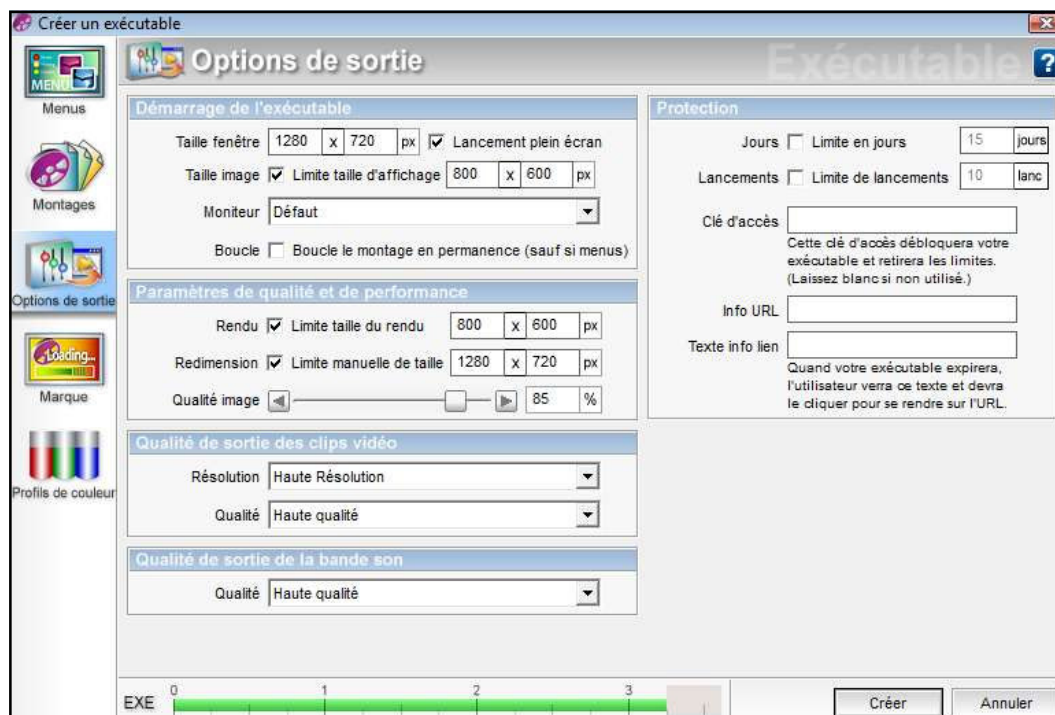 Créer un exécutable
Options de sortie
Exécutable
?
MENU
Menus
Montages
Options de sortie
Loading...
Marque
Profils de couleur
Démarrage de l'exécutable
Taille fenêtre 1280 x 720 px Lancement plein écran
Taille image Limite taille d'affichage 800 x 600 px
Moniteur Défaut
Boucle Boucle le montage en permanence (sauf si menus)
Paramètres de qualité et de performance
Rendu Limite taille du rendu 800 x 600 px
Redimension Limite manuelle de taille 1280 x 720 px
Qualité image 85 %
Qualité de sortie des clips vidéo
Résolution Haute Résolution
Qualité Haute qualité
Qualité de sortie de la bande son
Qualité Haute qualité
Protection
Jours Limite en jours 15 jours
Lancements Limite de lancements 10 lanc
Clé d'accès
Cette clé d'accès débloquera votre
exécutable et retirera les limites.
(Laissez blanc si non utilisé.)
Info URL
Texte info lien
Quand votre exécutable expirera,
l'utilisateur verra ce texte et devra
le cliquer pour se rendre sur l'URL.
EXE 0 1 2 3
Créer Annuler